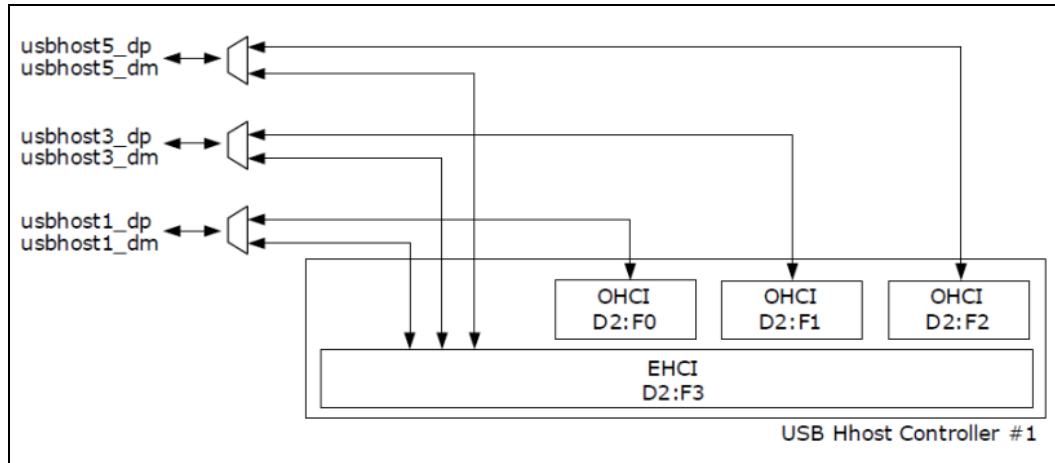 usbhost5_dp
usbhost5_dm
usbhost3_dp
usbhost3_dm
usbhost1_dp
usbhost1_dm
OHCI
D2:F0
OHCI
D2:F1
OHCI
D2:F2
EHCI
D2:F3
USB Hhost Controller #1